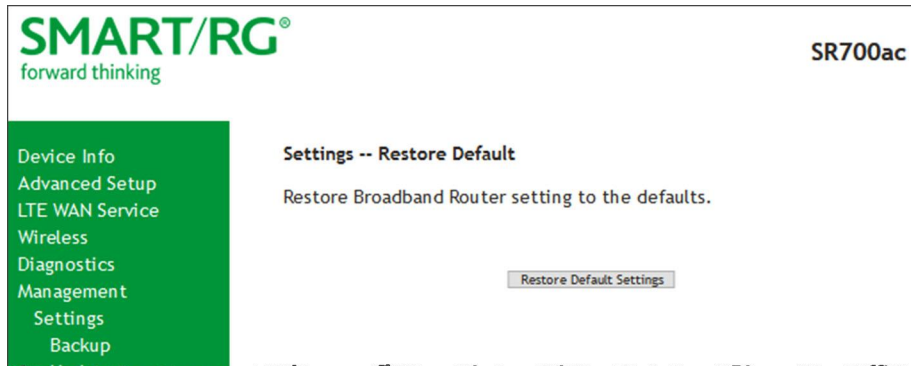 SMART/RG®
forward thinking
SR700ac
Device Info
Advanced Setup
LTE WAN Service
Wireless
Diagnostics
Management
Settings
Backup
Settings -- Restore Default
Restore Broadband Router setting to the defaults.
Restore Default Settings